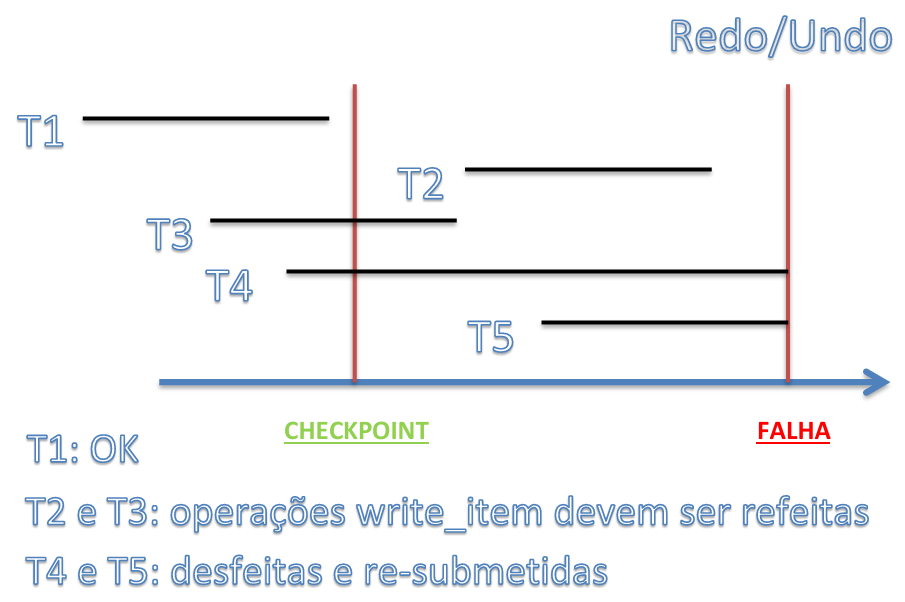 Redo/Undo
T1
T2
T3
T4
T5
CHECKPOINT
FALHA
T1: OK
T2 e T3: operações write_item devem ser refeitas
T4 e T5: desfeitas e re-submetidas